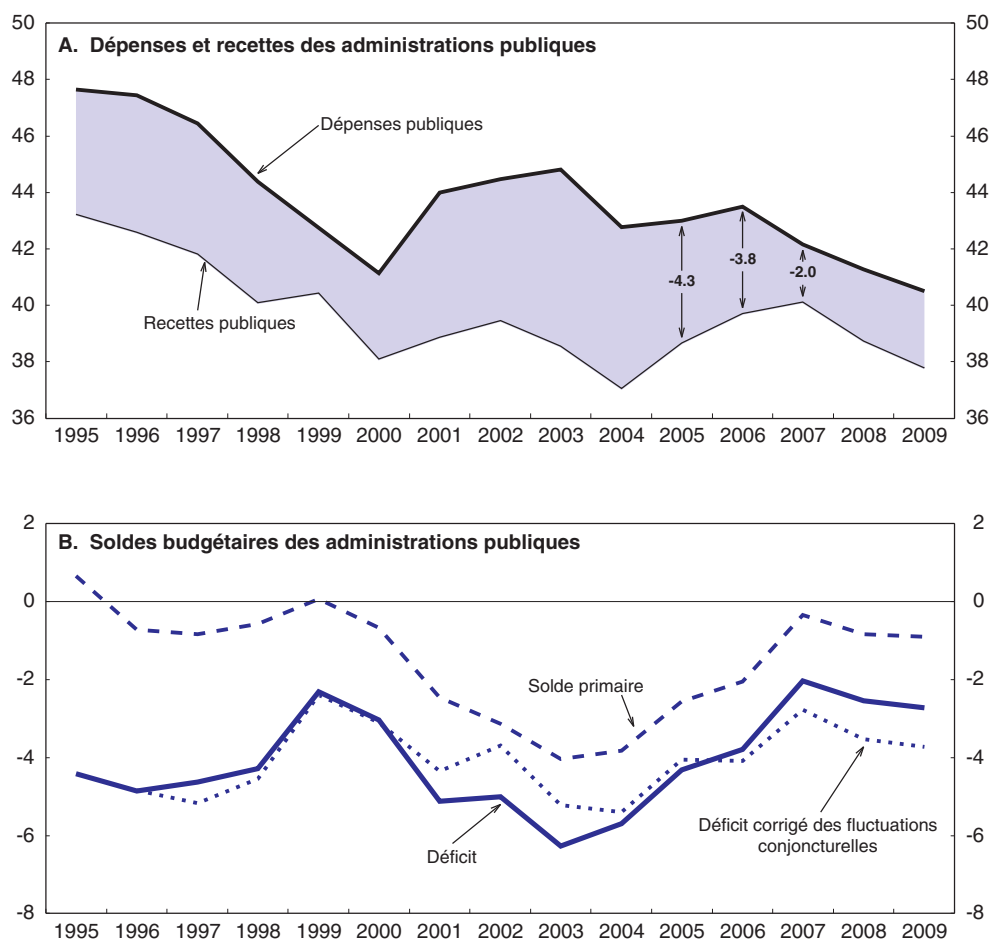 50 50
A. Dépenses et recettes des administrations publiques
48 48
46 46
Dépenses publiques
44 44
42 42
-4.3 -3.8 -2.0
40 40
Recettes publiques
38 38
36 36
1995 1996 1997 1998 1999 2000 2001 2002 2003 2004 2005 2006 2007 2008 2009
2 2
B. Soldes budgétaires des administrations publiques
0 0
-2 -2
Solde primaire
-4 -4
Déficit corrigé des fluctuations
conjoncturelles
-6 -6
Déficit
-8 -8
1995 1996 1997 1998 1999 2000 2001 2002 2003 2004 2005 2006 2007 2008 2009